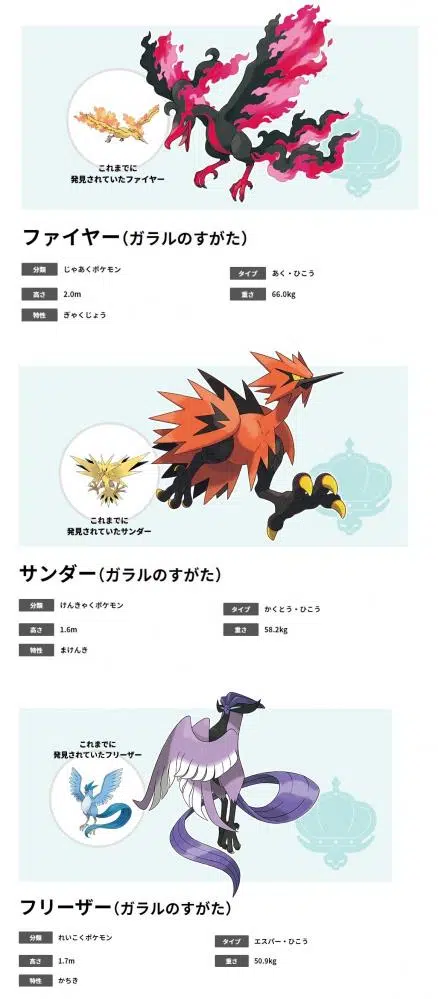 これまでに
発見されていたファイヤー
ファイヤー(ガラルのすがた)
分類 じゃあくポケモン
タイプ あく・ひこう
高さ 2.0m
重さ 66.0kg
特性 ぎゃくじょう
これまでに
発見されていたサンダー
サンダー(ガラルのすがた)
分類 けんきゃくポケモン
タイプ かくとう・ひこう
高さ 1.6m
重さ 58.2kg
特性 まけんき
これまでに
発見されていたフリーザー
フリーザー(ガラルのすがた)
分類 れいこくポケモン
タイプ エスパー・ひこう
高さ 1.7m
重さ 50.9kg
特性 かちき